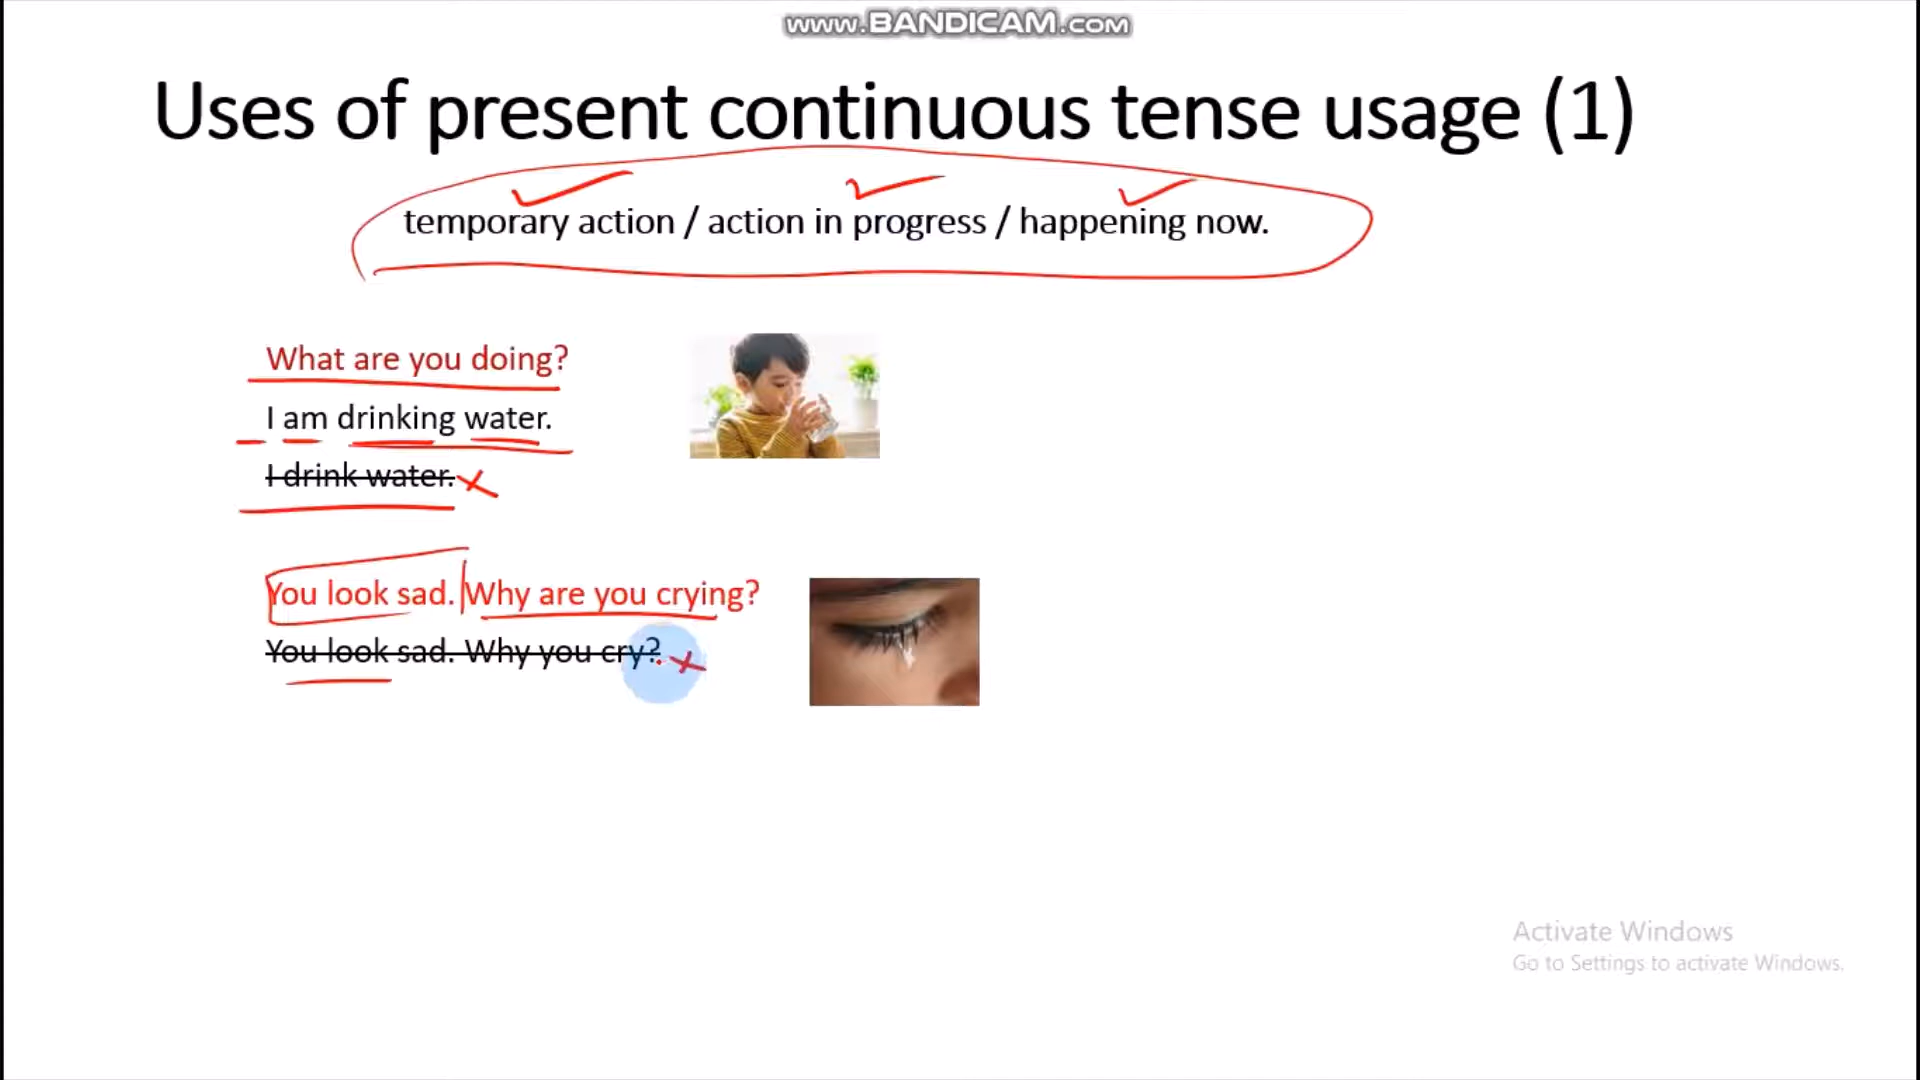 www.BANDICAM.com
Uses of present continuous tense usage (1)
temporary action / action in progress / happening now.
What are you doing?
I am drinking water.
I drink water.
You look sad. Why are you crying?
You look sad. Why you cry?
Activate Windows
Go to Settings to activate Windows.